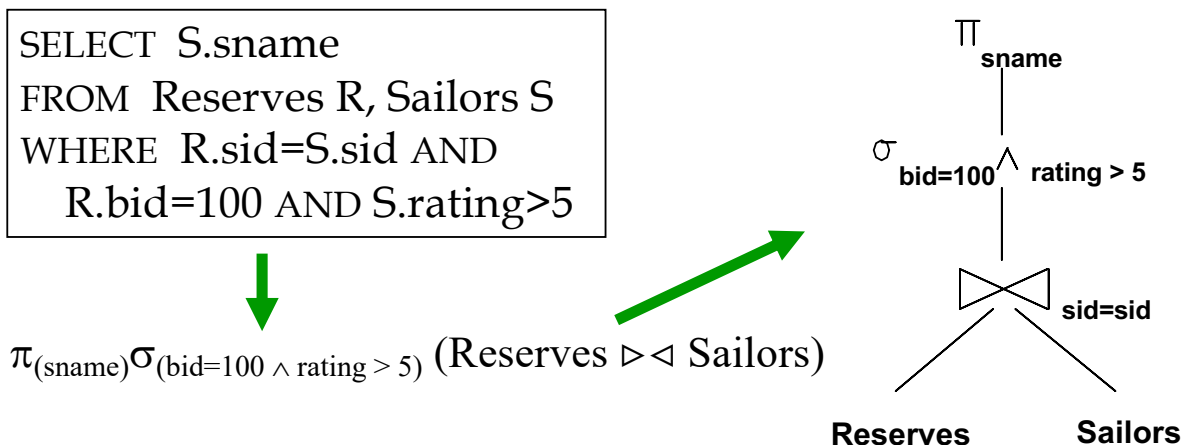 SELECT S.sname
FROM Reserves R, Sailors S
WHERE R.sid=S.sid AND
R.bid=100 AND S.rating>5
π(sname)σ(bid=100 ∧ rating > 5) (Reserves ▷◁ Sailors)
π sname
σ bid=100 ∧ rating > 5
⋈ sid=sid
Reserves Sailors